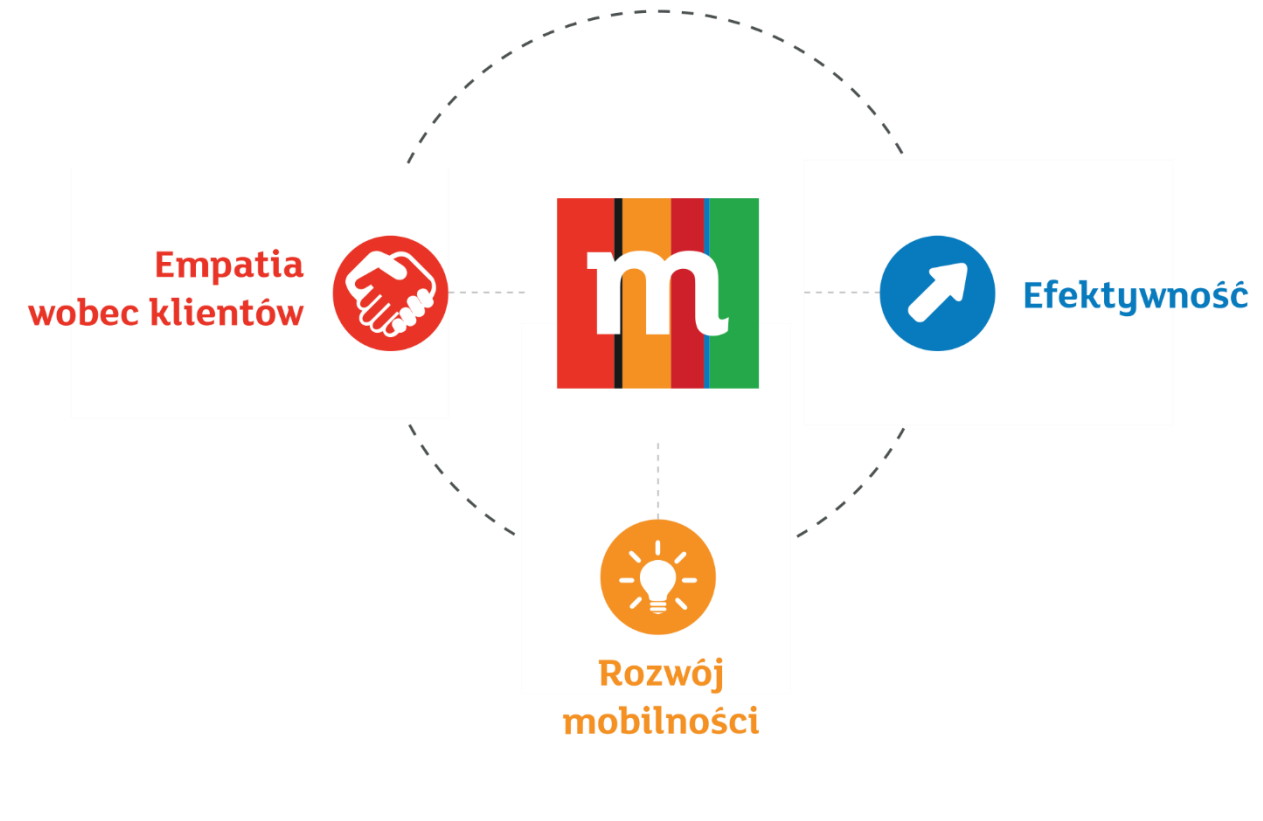 m
Empatia
wobec klientów
Efektywność
Rozwój
mobilności